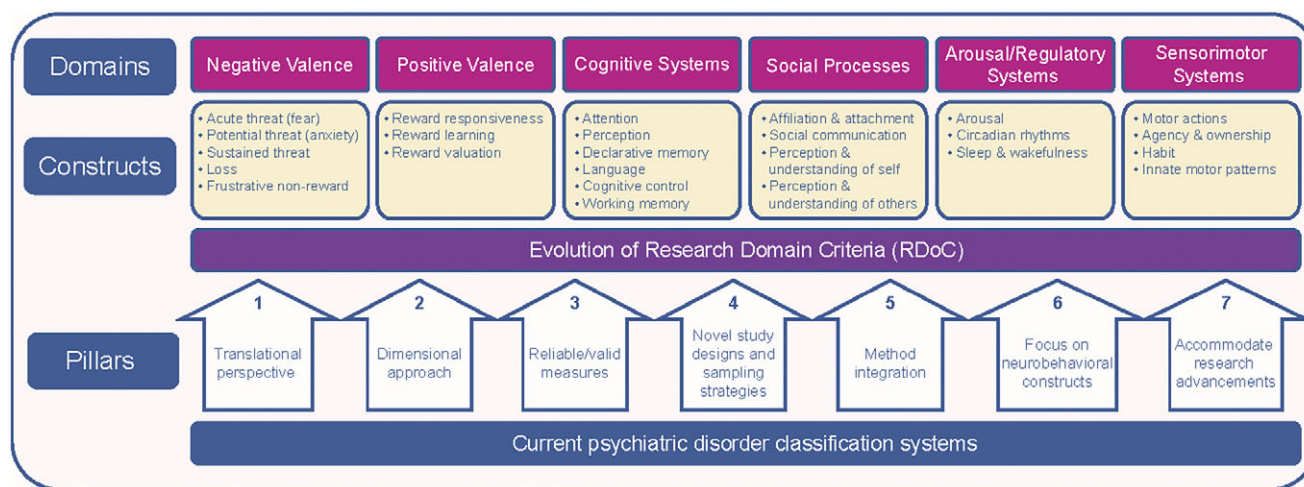 Domains
Negative Valence
Positive Valence
Cognitive Systems
Social Processes
Arousal/Regulatory
Systems
Sensorimotor
Systems
Constructs
• Acute threat (fear)
• Potential threat (anxiety)
• Sustained threat
• Loss
• Frustrative non-reward
• Reward responsiveness
• Reward learning
• Reward valuation
• Attention
• Perception
• Declarative memory
• Language
• Cognitive control
• Working memory
• Affiliation & attachment
• Social communication
• Perception &
understanding of self
• Perception &
understanding of others
• Arousal
• Circadian rhythms
• Sleep & wakefulness
• Motor actions
• Agency & ownership
• Habit
• Innate motor patterns
Evolution of Research Domain Criteria (RDoC)
Pillars
1
Translational
perspective
2
Dimensional
approach
3
Reliable/valid
measures
4
Novel study
designs and
sampling
strategies
5
Method
integration
6
Focus on
neurobehavioral
constructs
7
Accommodate
research
advancements
Current psychiatric disorder classification systems